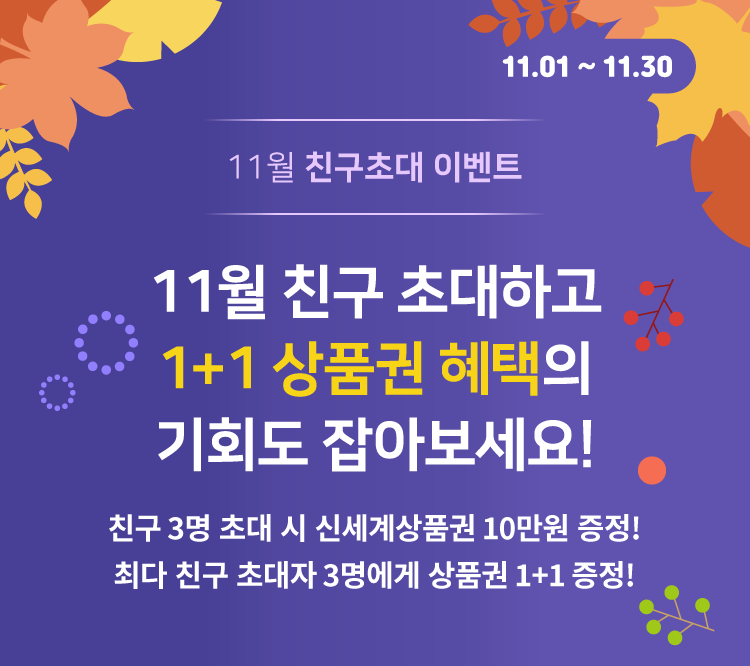 11.01 ~ 11.30
11월 친구초대 이벤트
11월 친구 초대하고
1+1 상품권 혜택의
기회도 잡아보세요!
친구 3명 초대 시 신세계상품권 10만원 증정!
최다 친구 초대자 3명에게 상품권 1+1 증정!